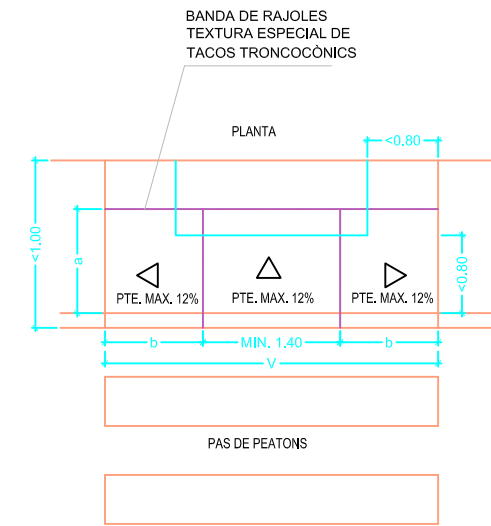 BANDA DE RAJOLES
TEXTURA ESPECIAL DE
TACOS TRONCOCÒNICS
PLANTA
<0.80
<1,00
a
<0.80
PTE. MAX. 12%
PTE. MAX. 12%
PTE. MAX. 12%
b
MIN. 1.40
b
V
PAS DE PEATONS